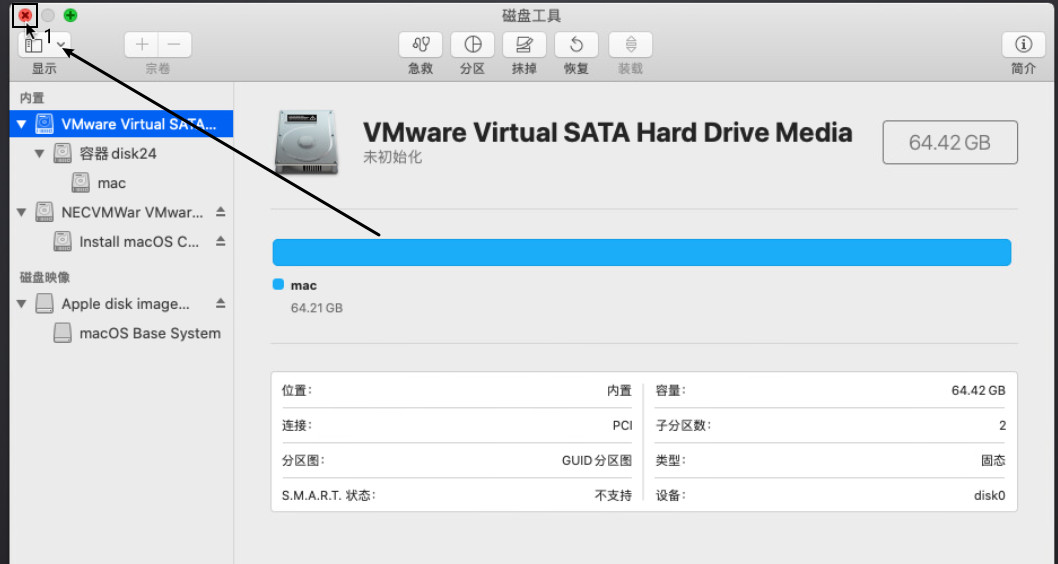 磁盘工具
1
显示
宗卷
急救
分区
抹掉
恢复
装载
简介
内置
VMware Virtual SATA...
容器 disk24
mac
NECVMWar VMwar...
Install macOS C...
磁盘映像
Apple disk image...
macOS Base System
VMware Virtual SATA Hard Drive Media
未初始化
64.42 GB
mac
64.21 GB
位置： 内置
容量： 64.42 GB
连接： PCI
子分区数： 2
分区图： GUID 分区图
类型： 固态
S.M.A.R.T. 状态： 不支持
设备： disk0